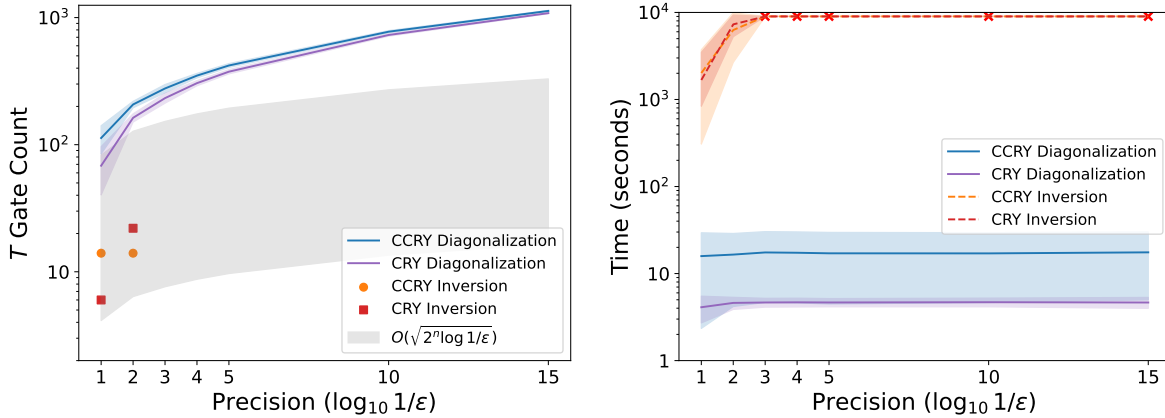 10³
10²
10
T Gate Count
CCRY Diagonalization
CRY Diagonalization
CCRY Inversion
CRY Inversion
O(√2ⁿlog 1/ε)
1 2 3 4 5 10 15
Precision (log₁₀ 1/ε)
10⁴
10³
10²
10
1
Time (seconds)
CCRY Diagonalization
CRY Diagonalization
CCRY Inversion
CRY Inversion
1 2 3 4 5 10 15
Precision (log₁₀ 1/ε)